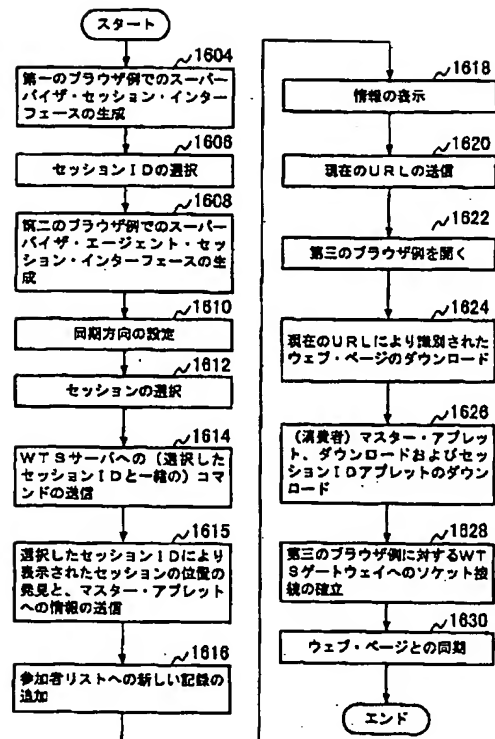 スタート
1604
第一のブラウザ例でのスーパー
バイザ・セッション・インター
フェースの生成
1606
セッションIDの選択
1608
第二のブラウザ例でのスーパー
バイザ・エージェント・セッシ
ョン・インターフェースの生
成
1610
同期方向の設定
1612
セッションの選択
1614
WTSサーバへの(選択した
セッションIDと一緒の)コマ
ンドの送信
1615
選択したセッションIDにより
表示されたセッションの位置の
発見と、マスター・アプレット
への情報の送信
1616
参加者リストへの新しい記録の
追加
1618
情報の表示
1620
現在のURLの送信
1622
第三のブラウザ例を開く
1624
現在のURLにより識別された
ウェブ・ページのダウンロード
1626
(消費者)マスター・アプレッ
ト、ダウンロードおよびセッシ
ョンIDアプレットのダウン
ロード
1628
第三のブラウザ例に対するWT
Sゲートウェイへのソケット接
続の確立
1630
ウェブ・ページとの同期
エンド